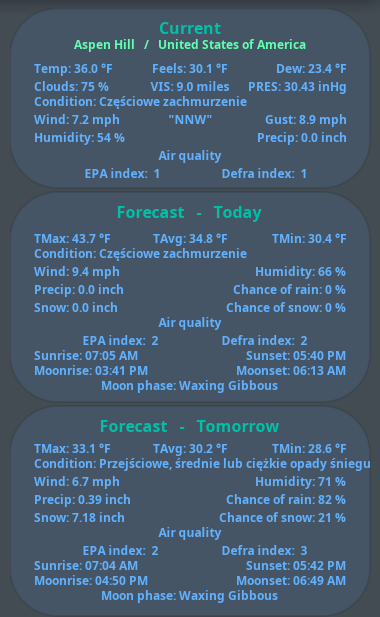 Current
Aspen Hill / United States of America
Temp: 36.0 °F Feels: 30.1 °F Dew: 23.4 °F
Clouds: 75 % VIS: 9.0 miles PRES: 30.43 inHg
Condition: Częściowe zachmurzenie
Wind: 7.2 mph "NNW" Gust: 8.9 mph
Humidity: 54 % Precip: 0.0 inch
Air quality
EPA index: 1 Defra index: 1
Forecast - Today
TMax: 43.7 °F TAvg: 34.8 °F TMin: 30.4 °F
Condition: Częściowe zachmurzenie
Wind: 9.4 mph Humidity: 66 %
Precip: 0.0 inch Chance of rain: 0 %
Snow: 0.0 inch Chance of snow: 0 %
Air quality
EPA index: 2 Defra index: 2
Sunrise: 07:05 AM Sunset: 05:40 PM
Moonrise: 03:41 PM Moonset: 06:13 AM
Moon phase: Waxing Gibbous
Forecast - Tomorrow
TMax: 33.1 °F TAvg: 30.2 °F TMin: 28.6 °F
Condition: Przejściowe, średnie lub ciężkie opady śniegu
Wind: 6.7 mph Humidity: 71 %
Precip: 0.39 inch Chance of rain: 82 %
Snow: 7.18 inch Chance of snow: 21 %
Air quality
EPA index: 2 Defra index: 3
Sunrise: 07:04 AM Sunset: 05:42 PM
Moonrise: 04:50 PM Moonset: 06:49 AM
Moon phase: Waxing Gibbous